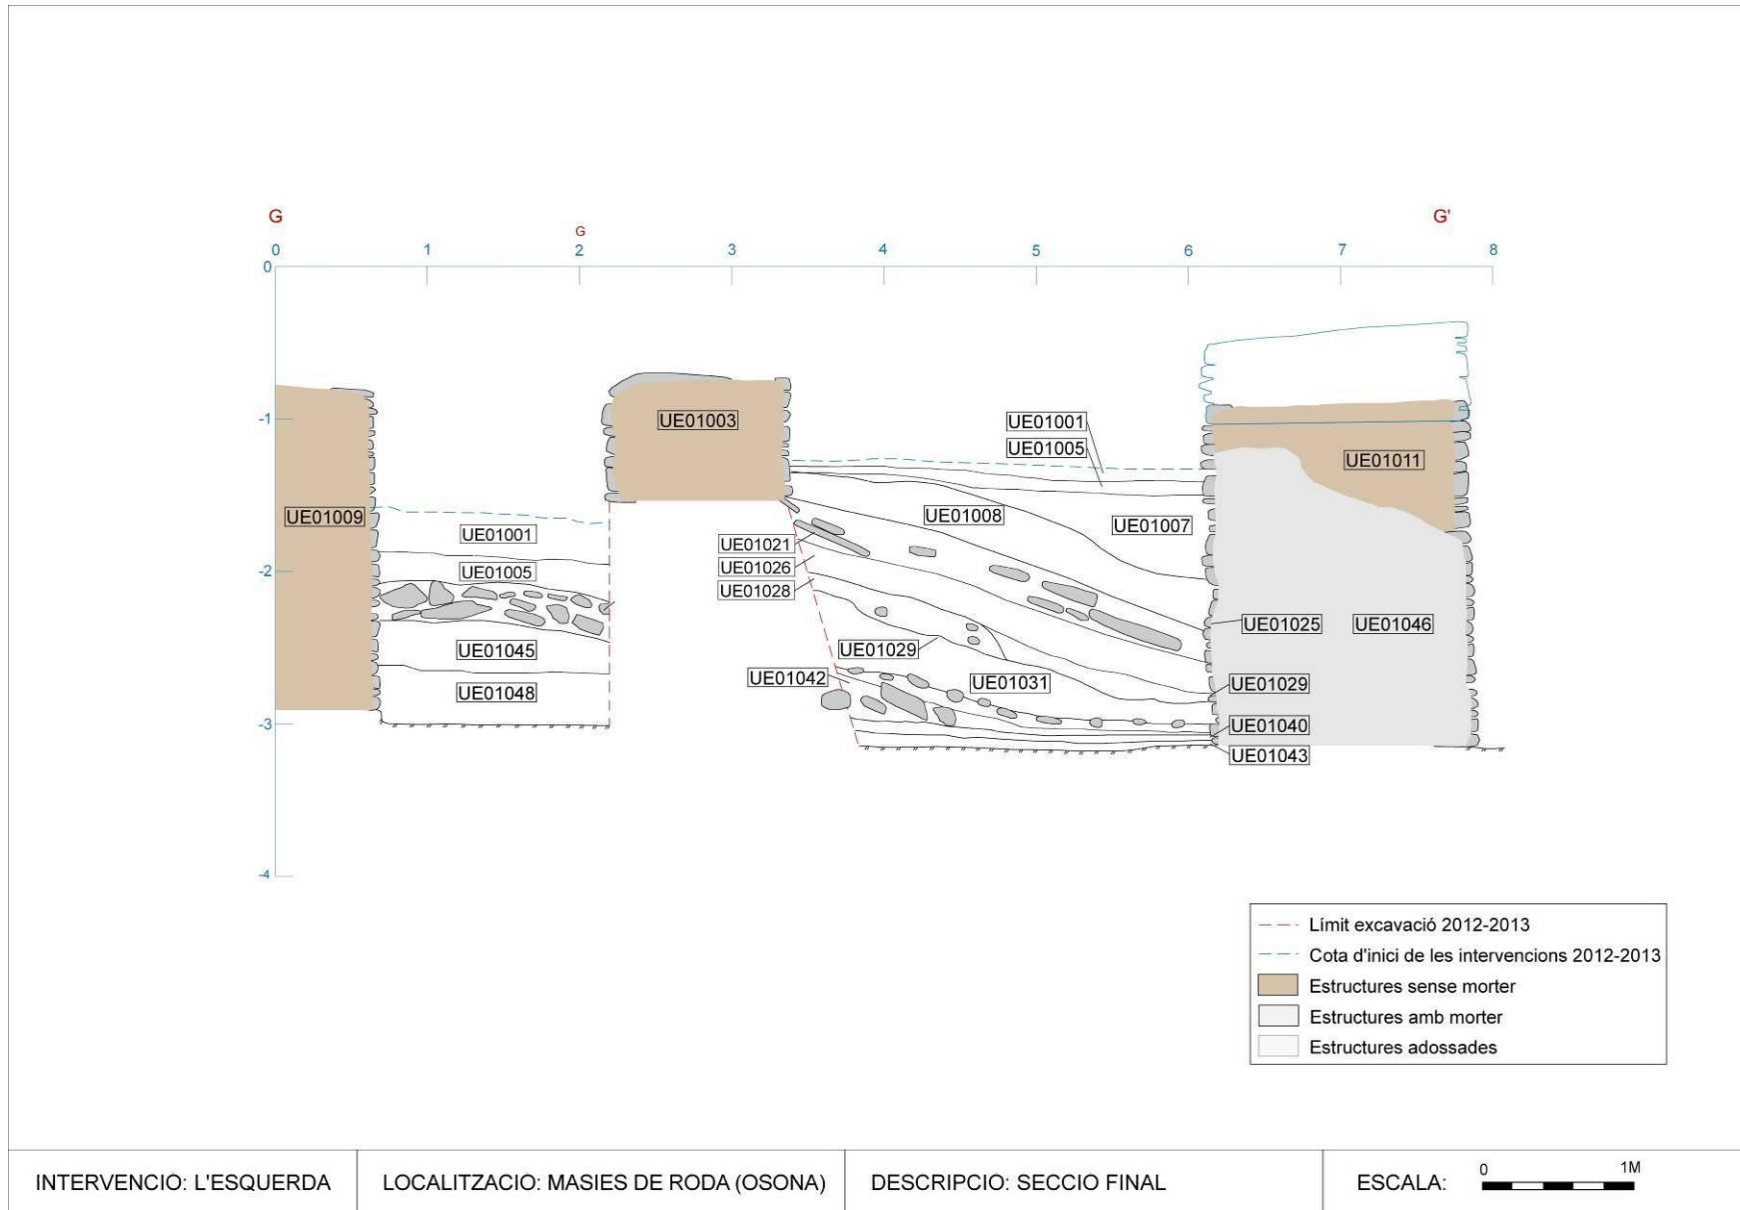 G G'
G
0 1 2 3 4 5 6 7 8
0
-1
-2
-3
-4
UE01003
UE01001
UE01005
UE01011
UE01009
UE01008
UE01007
UE01001
UE01021
UE01005
UE01026
UE01028
UE01025
UE01046
UE01045
UE01029
UE01042
UE01031
UE01048
UE01029
UE01040
UE01043
Límit excavació 2012-2013
Cota d'inici de les intervencions 2012-2013
Estructures sense morter
Estructures amb morter
Estructures adossades
INTERVENCIÓ: L'ESQUERDA
LOCALITZACIÓ: MASIES DE RODA (OSONA)
DESCRIPCIÓ: SECCIO FINAL
ESCALA:
0 1M